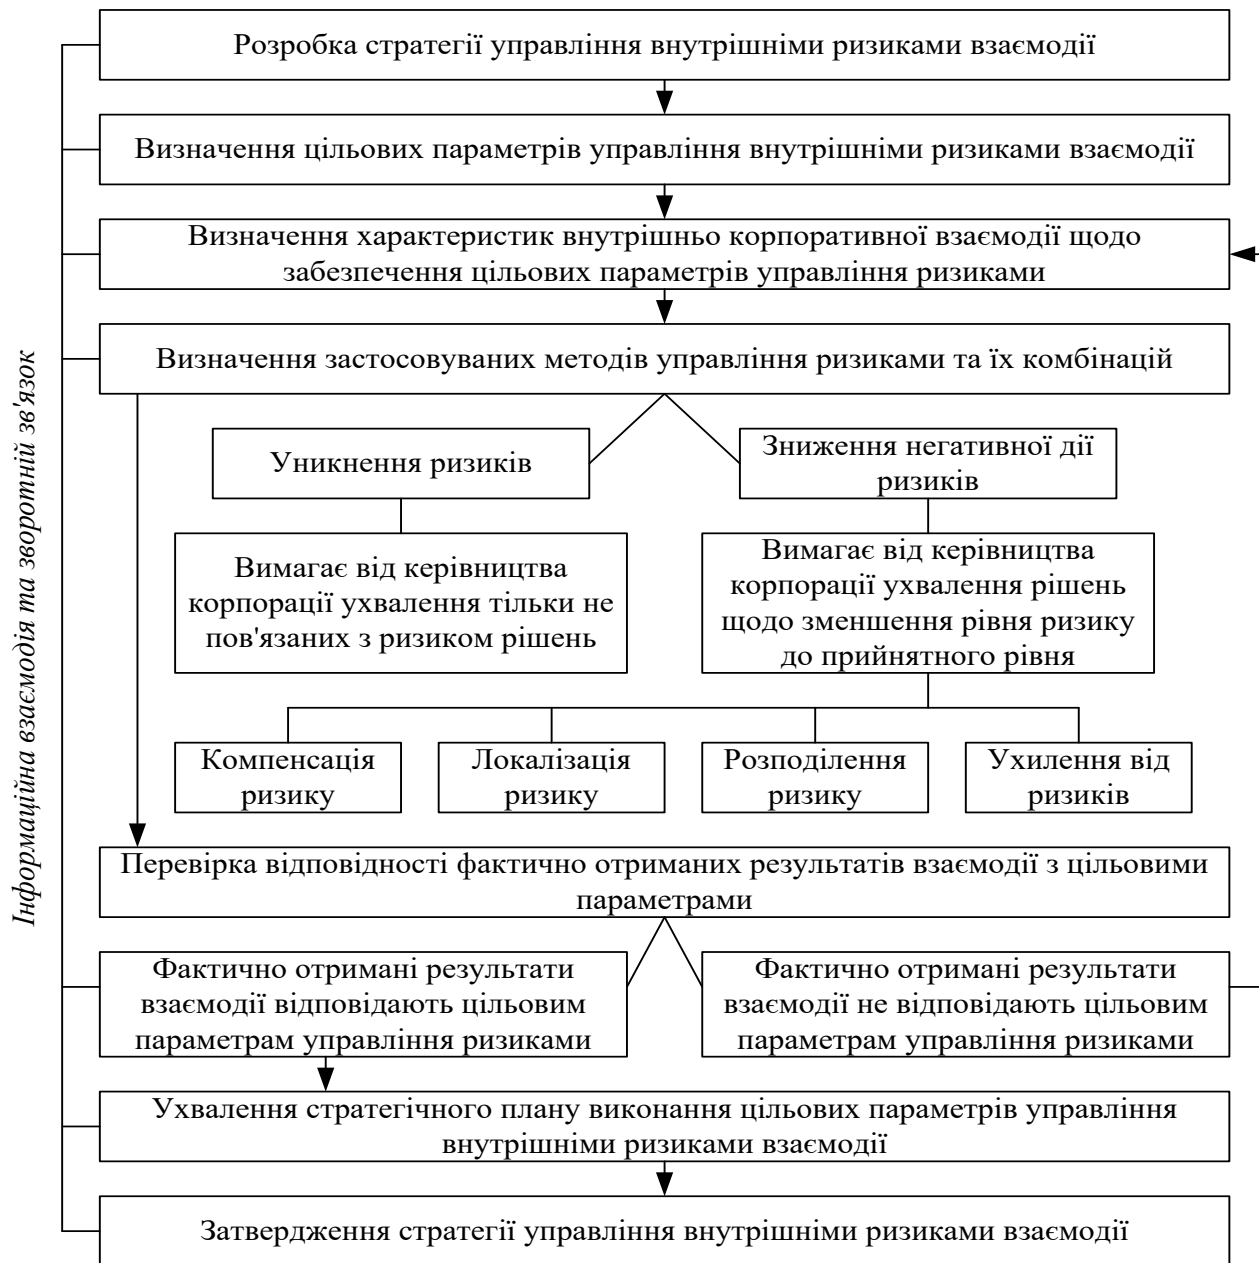 Розробка стратегії управління внутрішніми ризиками взаємодії
Визначення цільових параметрів управління внутрішніми ризиками взаємодії
Визначення характеристик внутрішньо корпоративної взаємодії щодо
забезпечення цільових параметрів управління ризиками
Визначення застосовуваних методів управління ризиками та їх комбінацій
Інформаційна взаємодія та зворотній зв'язок
Уникнення ризиків
Зниження негативної дії
ризиків
Вимагає від керівництва
корпорації ухвалення тільки не
пов'язаних з ризиком рішень
Вимагає від керівництва
корпорації ухвалення рішень
щодо зменшення рівня ризику
до прийнятного рівня
Компенсація
ризику
Локалізація
ризику
Розподілення
ризику
Ухилення від
ризиків
Перевірка відповідності фактично отриманих результатів взаємодії з цільовими
параметрами
Фактично отримані результати
взаємодії відповідають цільовим
параметрам управління ризиками
Фактично отримані результати
взаємодії не відповідають цільовим
параметрам управління ризиками
Ухвалення стратегічного плану виконання цільових параметрів управління
внутрішніми ризиками взаємодії
Затвердження стратегії управління внутрішніми ризиками взаємодії